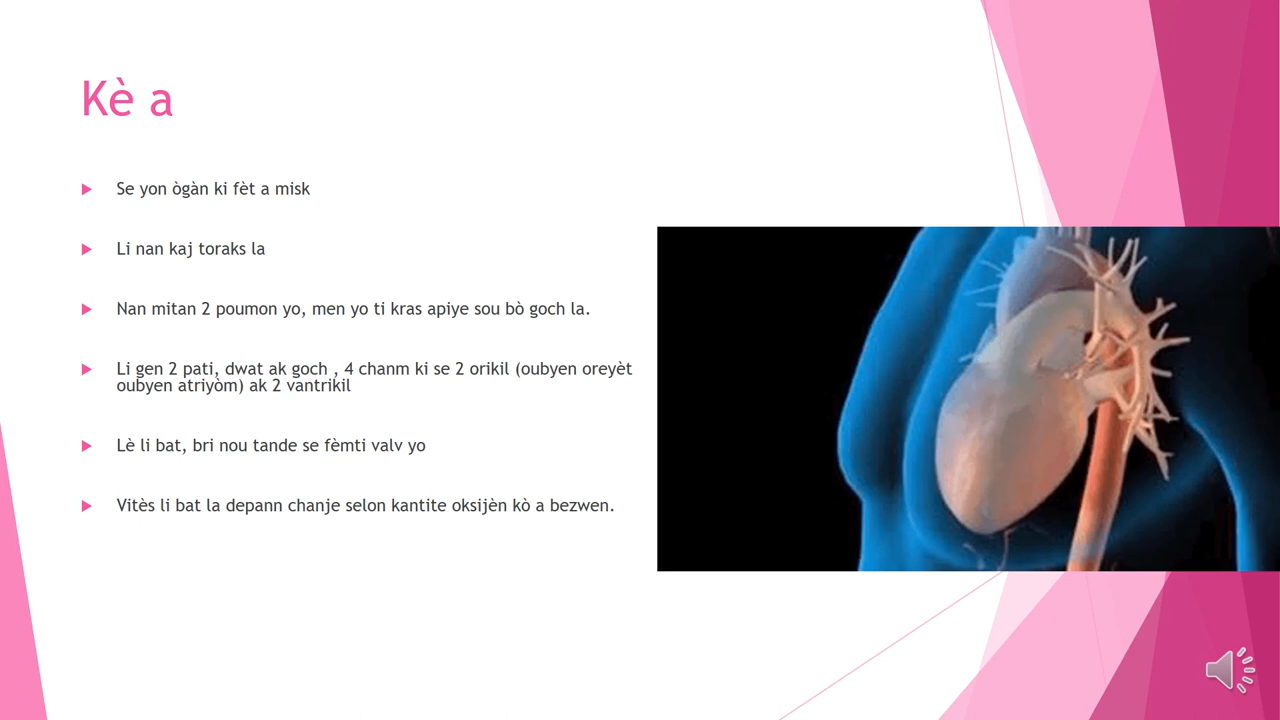 Kè a
Se yon ògàn ki fèt a misk
Li nan kaj toraks la
Nan mitan 2 poumon yo, men yo ti kras apiye sou bò goch la.
Li gen 2 pati, dwat ak goch , 4 chanm ki se 2 orikil (oubyen oreyèt
oubyen atriyòm) ak 2 vantrikil
Lè li bat, bri nou tande se fèmti valv yo
Vitès li bat la depann chanje selon kantite oksijèn kò a bezwen.